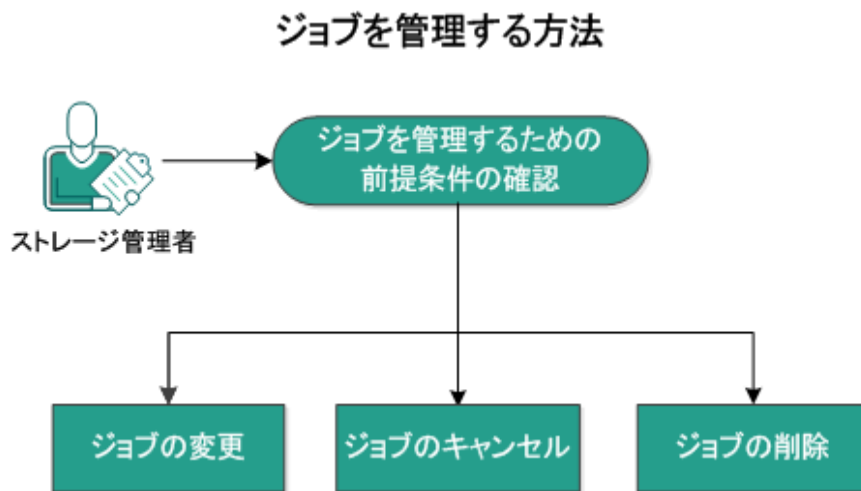 ジョブを管理する方法
ジョブを管理するための
前提条件の確認
ストレージ管理者
ジョブの変更
ジョブのキャンセル
ジョブの削除